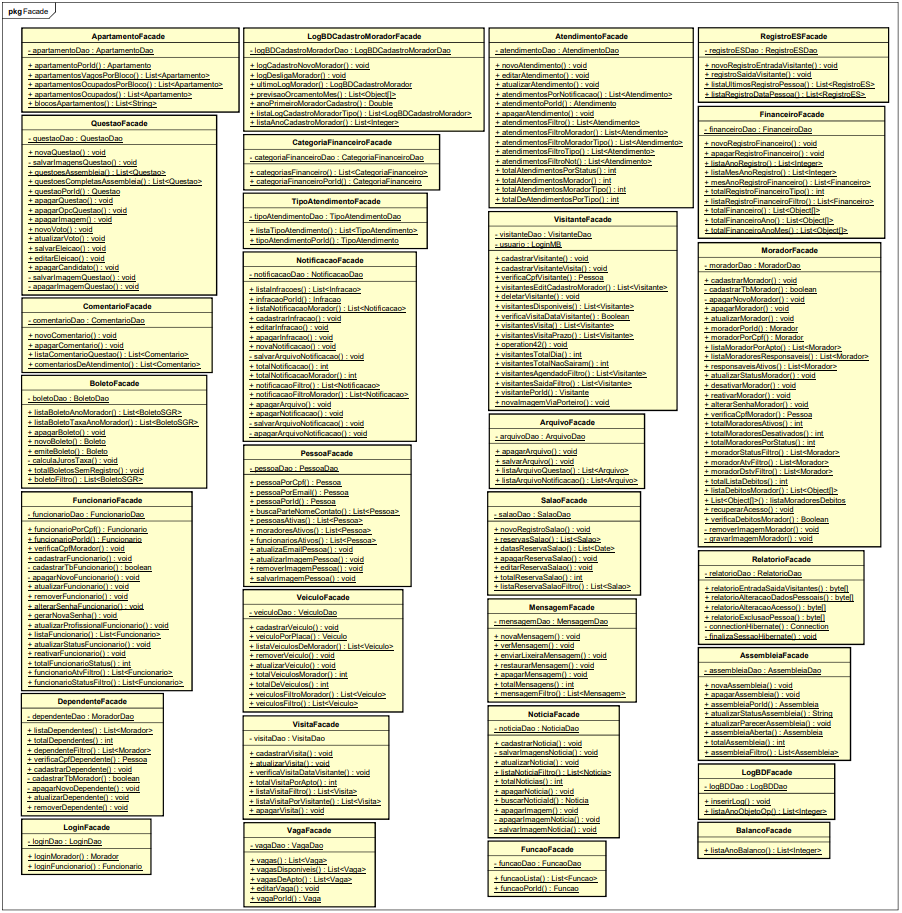 pkg Facade
ApartamentoFacade
- apartamentoDao : ApartamentoDao
+ apartamentoPorId() : Apartamento
+ apartamentosVagosPorBloco() : List<Apartamento>
+ apartamentosOcupadosPorBloco() : List<Apartamento>
+ apartamentosOcupados() : List<Apartamento>
+ blocosApartamentos() : List<String>
QuestaoFacade
- questaoDao : QuestaoDao
+ novaQuestao() : void
- salvarImagensQuestao() : void
+ questoesAssembleia() : List<Questao>
+ questoesCompletasAssembleia() : List<Questao>
+ questaoPorId() : Questao
+ apagarQuestao() : void
+ apagarOpcQuestao() : void
+ apagarImagem() : void
+ novoVoto() : void
+ atualizarVoto() : void
+ salvarEleicao() : void
+ editarEleicao() : void
+ apagarCandidato() : void
- salvarImagemQuestao() : void
- apagarImagemQuestao() : void
ComentarioFacade
- comentarioDao : ComentarioDao
+ novoComentario() : void
+ apagarComentario() : void
+ listaComentarioQuestao() : List<Comentario>
+ comentariosDeAtendimento() : List<Comentario>
BoletoFacade
- boletoDao : BoletoDao
+ listaBoletoAnoMorador() : List<BoletoSGR>
+ listaBoletoTaxaAnoMorador() : List<BoletoSGR>
+ apagarBoleto() : void
+ novoBoleto() : Boleto
+ emiteBoleto() : Boleto
- calculaJurosTaxa() : void
+ totalBoletosSemRegistro() : void
+ boletoFiltro() : List<BoletoSGR>
FuncionarioFacade
- funcionarioDao : FuncionarioDao
+ funcionarioPorCpf() : Funcionario
+ funcionarioPorId() : Funcionario
+ verificaCpfMorador() : void
+ cadastrarFuncionario() : void
- cadastrarTbFuncionario() : boolean
- apagarNovoFuncionario() : void
+ atualizarFuncionario() : void
+ removerFuncionario() : void
+ alterarSenhaFuncionario() : void
+ gerarNovaSenha() : void
+ atualizarProfissionalFuncionario() : void
+ listaFuncionario() : List<Funcionario>
+ atualizarStatusFuncionario() : void
+ reativarFuncionario() : void
+ totalFuncionarioStatus() : int
+ funcionarioAtvFiltro() : List<Funcionario>
+ funcionarioStatusFiltro() : List<Funcionario>
DependenteFacade
- dependenteDao : MoradorDao
+ listaDependentes() : List<Morador>
+ totalDependentes() : int
+ dependenteFiltro() : List<Morador>
+ verificaCpfDependente() : Pessoa
+ cadastrarDependente() : void
- cadastrarTbMorador() : boolean
- apagarNovoDependente() : void
+ atualizarDependente() : void
+ removerDependente() : void
LoginFacade
- loginDao : LoginDao
+ loginMorador() : Morador
+ loginFuncionario() : Funcionario
LogBDCadastroMoradorFacade
- logBDCadastroMoradorDao : LogBDCadastroMoradorDao
+ logCadastroNovoMorador() : void
+ logDesligaMorador() : void
+ ultimoLogMorador() : LogBDCadastroMorador
+ previsaoOrcamentoMes() : List<Object[]>
+ anoPrimeiroMoradorCadastro() : Double
+ listaLogCadastroMoradorTipo() : List<LogBDCadastroMorador>
+ listaAnoCadastroMorador() : List<Integer>
CategoriaFinanceiroFacade
- categoriaFinanceiroDao : CategoriaFinanceiroDao
+ categoriasFinanceiro() : List<CategoriaFinanceiro>
+ categoriaFinanceiroPorId() : CategoriaFinanceiro
TipoAtendimentoFacade
- tipoAtendimentoDao : TipoAtendimentoDao
+ listaTipoAtendimento() : List<TipoAtendimento>
+ tipoAtendimentoPorId() : TipoAtendimento
NotificacaoFacade
- notificacaoDao : NotificacaoDao
+ listaInfracoes() : List<Infracao>
+ infracaoPorId() : Infracao
+ listaNotificacaoMorador() : List<Notificacao>
+ cadastrarInfracao() : void
+ editarInfracao() : void
+ apagarInfracao() : void
+ novaNotificacao() : void
- salvarArquivoNotificacao() : void
+ totalNotificacao() : int
+ totalNotificacaoMorador() : int
+ notificacaoFiltro() : List<Notificacao>
+ notificacaoFiltroMorador() : List<Notificacao>
+ apagarArquivo() : void
+ apagarNotificacao() : void
- salvarArquivoNotificacao() : void
- apagarArquivoNotificacao() : void
PessoaFacade
- pessoaDao : PessoaDao
+ pessoaPorCpf() : Pessoa
+ pessoaPorEmail() : Pessoa
+ pessoaPorId() : Pessoa
+ buscaParteNomeContato() : List<Pessoa>
+ pessoasAtivas() : List<Pessoa>
+ moradoresAtivos() : List<Pessoa>
+ funcionariosAtivos() : List<Pessoa>
+ atualizaEmailPessoa() : void
+ atualizarImagemPessoa() : void
+ removerImagemPessoa() : void
- salvarImagemPessoa() : void
VeiculoFacade
- veiculoDao : VeiculoDao
+ cadastrarVeiculo() : void
+ veiculoPorPlaca() : Veiculo
+ listaVeiculosDeMorador() : List<Veiculo>
+ removerVeiculo() : void
+ atualizarVeiculo() : void
+ totalVeiculosMorador() : int
+ totalDeVeiculos() : int
+ veiculosFiltroMorador() : List<Veiculo>
+ veiculosFiltro() : List<Veiculo>
VisitaFacade
- visitaDao : VisitaDao
+ cadastrarVisita() : void
+ atualizarVisita() : void
+ verificaVisitaDataVisitante() : void
+ totalVisitaPorApto() : int
+ listaVisitaFiltro() : List<Visita>
+ listaVisitaPorVisitante() : List<Visita>
+ apagarVisita() : void
VagaFacade
- vagaDao : VagaDao
+ vagas() : List<Vaga>
+ vagasDisponiveis() : List<Vaga>
+ vagasDeApto() : List<Vaga>
+ editarVaga() : void
+ vagaPorId() : Vaga
AtendimentoFacade
- atendimentoDao : AtendimentoDao
+ novoAtendimento() : void
+ editarAtendimento() : void
+ atualizarAtendimento() : void
+ atendimentosPorNotificacao() : List<Atendimento>
+ atendimentoPorId() : Atendimento
+ apagarAtendimento() : void
+ atendimentosFiltro() : List<Atendimento>
+ atendimentosFiltroMorador() : List<Atendimento>
+ atendimentosFiltroMoradorTipo() : List<Atendimento>
+ atendimentosFiltroTipo() : List<Atendimento>
+ atendimentosFiltroNot() : List<Atendimento>
+ totalAtendimentosPorStatus() : int
+ totalAtendimentosMorador() : int
+ totalAtendimentosMoradorTipo() : int
+ totalDeAtendimentosPorTipo() : int
VisitanteFacade
- visitanteDao : VisitanteDao
- usuario : LoginMB
+ cadastrarVisitante() : void
+ cadastrarVisitanteVisita() : void
+ verificaCpfVisitante() : Pessoa
+ visitantesEditCadastroMorador() : List<Visitante>
+ deletarVisitante() : void
+ visitantesDisponiveis() : List<Visitante>
+ verificaVisitaDataVisitante() : Boolean
+ visitantesVisita() : List<Visitante>
+ visitantesVisitaPrazo() : List<Visitante>
+ operation42() : void
+ visitantesTotalDia() : int
+ visitantesTotalNaoSairam() : int
+ visitantesAgendadoFiltro() : List<Visitante>
+ visitantesSaidaFiltro() : List<Visitante>
+ visitantePorId() : Visitante
+ novaImagemViaPorteiro() : void
ArquivoFacade
- arquivoDao : ArquivoDao
+ apagarArquivo() : void
+ salvarArquivo() : void
+ listaArquivoQuestao() : List<Arquivo>
+ listaArquivoNotificacao() : List<Arquivo>
SalaoFacade
- salaoDao : SalaoDao
+ novoRegistroSalao() : void
+ reservasSalao() : List<Salao>
+ datasReservaSalao() : List<Date>
+ apagarReservaSalao() : void
+ editarReservaSalao() : void
+ totalReservaSalao() : int
+ listaReservaSalaoFiltro() : List<Salao>
MensagemFacade
- mensagemDao : MensagemDao
+ novaMensagem() : void
+ verMensagem() : void
+ enviarLixeiraMensagem() : void
+ restaurarMensagem() : void
+ apagarMensagem() : void
+ totalMensagens() : int
+ mensagemFiltro() : List<Mensagem>
NoticiaFacade
- noticiaDao : NoticiaDao
+ cadastrarNoticia() : void
- salvarImagensNoticia() : void
+ atualizarNoticia() : void
+ listaNoticiaFiltro() : List<Noticia>
+ totalNoticias() : int
+ apagarNoticia() : void
+ buscarNoticiaId() : Noticia
+ apagarImagem() : void
- apagarImagemNoticia() : void
- salvarImagemNoticia() : void
FuncaoFacade
- funcaoDao : FuncaoDao
+ funcaoLista() : List<Funcao>
+ funcaoPorId() : Funcao
RegistroESFacade
- registroESDao : RegistroESDao
+ novoRegistroEntradaVisitante() : void
+ registroSaidaVisitante() : void
+ listaUltimosRegistroPessoa() : List<RegistroES>
+ listaRegistroDataPessoa() : List<RegistroES>
FinanceiroFacade
- financeiroDao : FinanceiroDao
+ novoRegistroFinanceiro() : void
+ apagarRegistroFinanceiro() : void
+ listaAnoRegistro() : List<Integer>
+ listaMesAnoRegistro() : List<Integer>
+ mesAnoRegistroFinanceiro() : List<Financeiro>
+ totalRegistroFinanceiroTipo() : int
+ listaRegistroFinanceiroFiltro() : List<Financeiro>
+ totalFinanceiro() : List<Object[]>
+ totalFinanceiroAno() : List<Object[]>
+ totalFinanceiroAnoMes() : List<Object[]>
MoradorFacade
- moradorDao : MoradorDao
+ cadastrarMorador() : void
- cadastrarTbMorador() : boolean
- apagarNovoMorador() : void
+ apagarMorador() : void
+ atualizarMorador() : void
+ moradorPorId() : Morador
+ moradorPorCpf() : Morador
+ listaMoradorPorApto() : List<Morador>
+ listaMoradoresResponsaveis() : List<Morador>
+ responsaveisAtivos() : List<Morador>
+ atualizarStatusMorador() : void
+ desativarMorador() : void
+ reativarMorador() : void
+ alterarSenhaMorador() : void
+ verificaCpfMorador() : Pessoa
+ totalMoradoresAtivos() : int
+ totalMoradoresDesativados() : int
+ totalMoradoresPorStatus() : int
+ moradorStatusFiltro() : List<Morador>
+ moradorAtvFiltro() : List<Morador>
+ moradorDstvFiltro() : List<Morador>
+ totalListaDebitos() : int
+ listaDebitosMorador() : List<Object[]>
+ List<Object[]>() : listaMoradoresDebitos
+ recuperarAcesso() : void
+ verificaDebitosMorador() : Boolean
- removerImagemMorador() : void
- gravarImagemMorador() : void
RelatorioFacade
- relatorioDao : RelatorioDao
+ relatorioEntradaSaidaVisitantes() : byte[]
+ relatorioAlteracaoDadosPessoais() : byte[]
+ relatorioAlteracaoAcesso() : byte[]
+ relatorioExclusaoPessoa() : byte[]
- connectionHibernate() : Connection
- finalizaSessaoHibernate() : void
AssembleiaFacade
- assembleiaDao : AssembleiaDao
+ novaAssembleia() : void
+ apagarAssembleia() : void
+ assembleiaPorId() : Assembleia
+ atualizarStatusAssembleia() : String
+ atualizarParecerAssembleia() : void
+ assembleiaAberta() : Assembleia
+ totalAssembleia() : int
+ assembleiaFiltro() : List<Assembleia>
LogBDFacade
- logBDDao : LogBDDao
+ inserirLog() : void
+ listaAnoObjetoOp() : List<Integer>
BalancoFacade
+ listaAnoBalanco() : List<Integer>